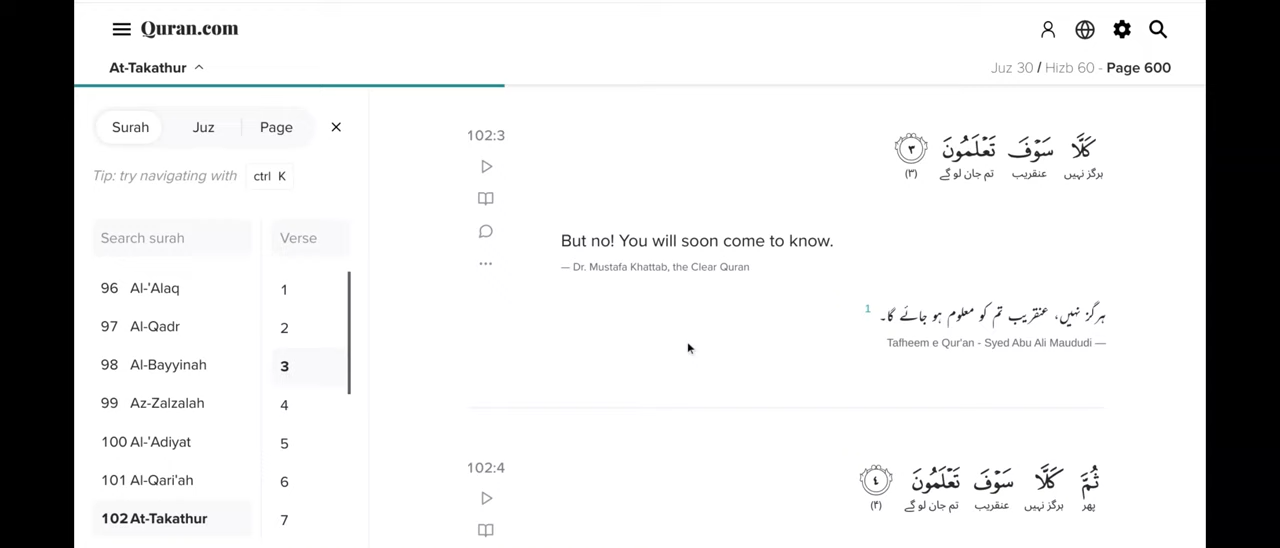 Quran.com
At-Takathur
Juz 30 / Hizb 60 - Page 600
Surah
Juz
Page
Tip: try navigating with ctrl K
Search surah
Verse
96 Al-'Alaq
97 Al-Qadr
98 Al-Bayyinah
99 Az-Zalzalah
100 Al-'Adiyat
101 Al-Qari'ah
102 At-Takathur
1
2
3
4
5
6
7
102:3
كَلَّا سَوْفَ تَعْلَمُونَ ٣
ہرگز نہیں عنقریب تم جان لو گے (۳)
But no! You will soon come to know.
— Dr. Mustafa Khattab, the Clear Quran
ہرگز نہیں، عنقریب تم کو معلوم ہو جائے گا۔ 1
Tafheem e Qur'an - Syed Abu Ali Maududi —
102:4
ثُمَّ كَلَّا سَوْفَ تَعْلَمُونَ ٤
پھر ہرگز نہیں عنقریب تم جان لو گے (۴)